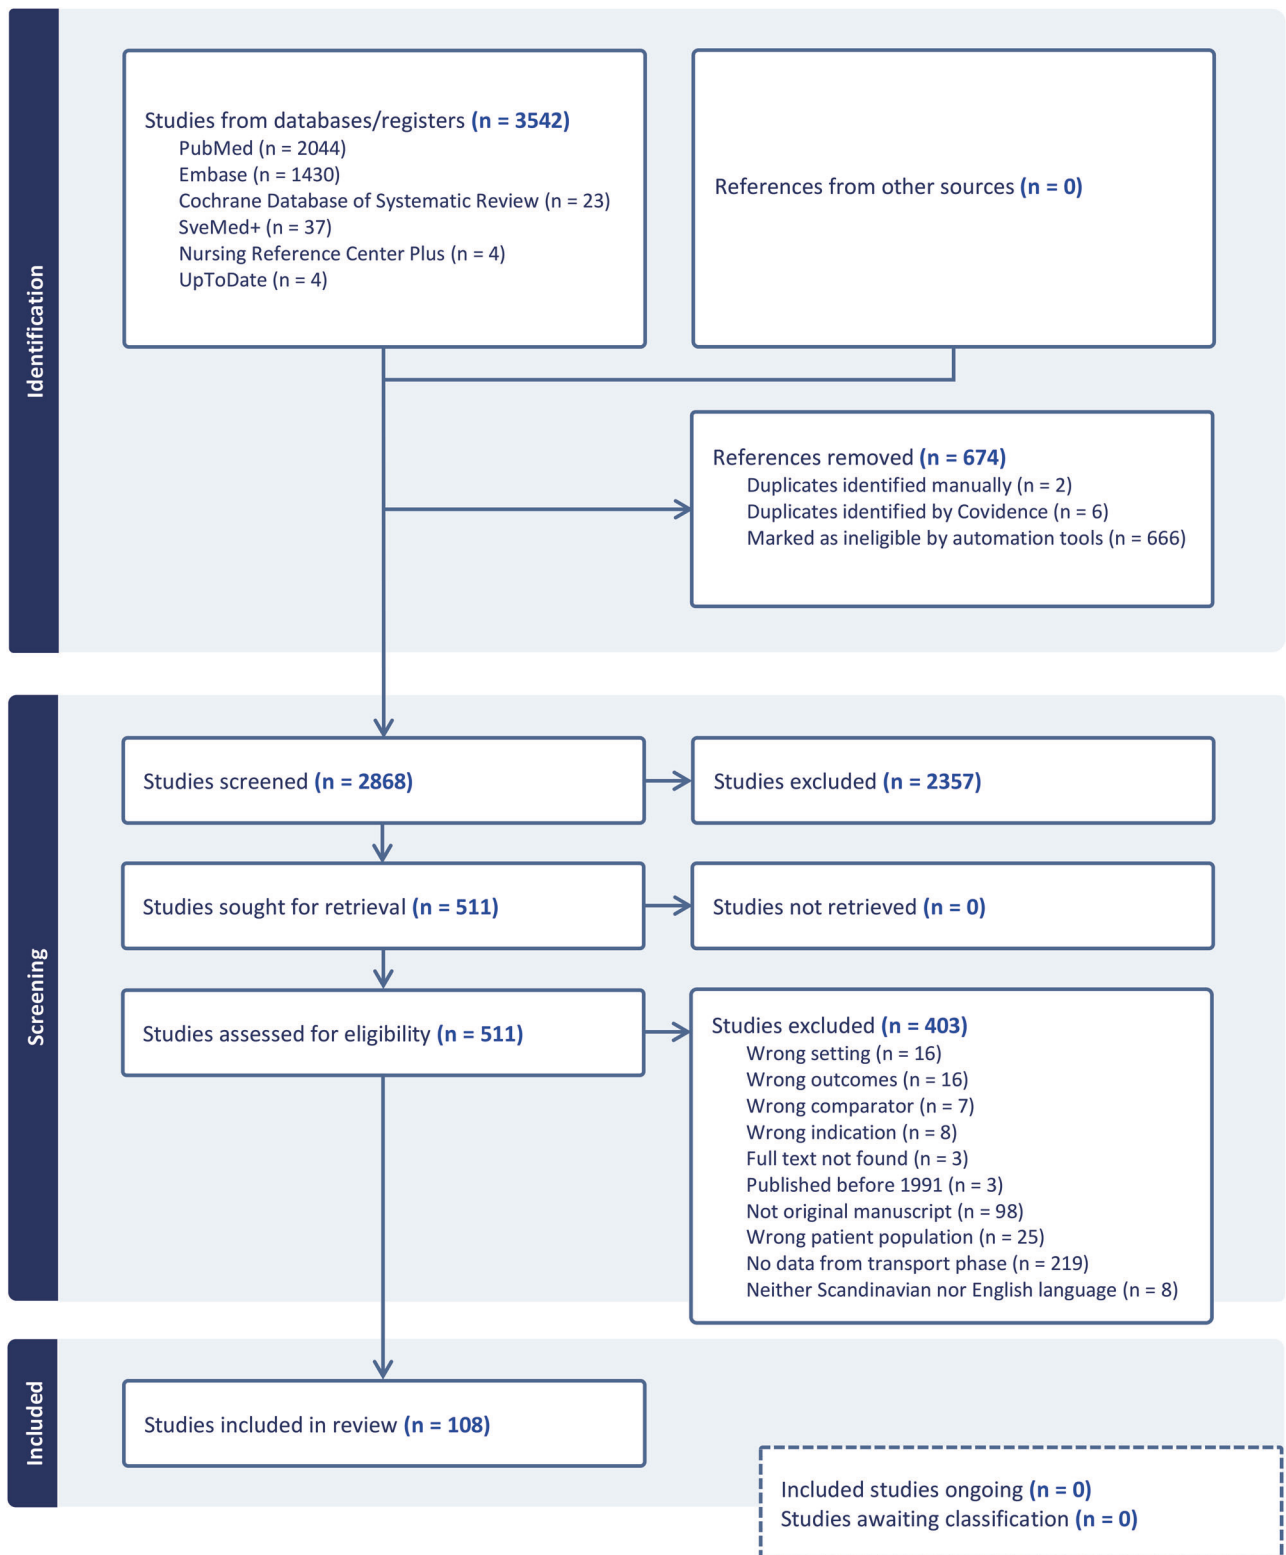 Identification
Studies from databases/registers (n = 3542)
PubMed (n = 2044)
Embase (n = 1430)
Cochrane Database of Systematic Review (n = 23)
SveMed+ (n = 37)
Nursing Reference Center Plus (n = 4)
UpToDate (n = 4)
References from other sources (n = 0)
References removed (n = 674)
Duplicates identified manually (n = 2)
Duplicates identified by Covidence (n = 6)
Marked as ineligible by automation tools (n = 666)
Screening
Studies screened (n = 2868)
Studies excluded (n = 2357)
Studies sought for retrieval (n = 511)
Studies not retrieved (n = 0)
Studies assessed for eligibility (n = 511)
Studies excluded (n = 403)
Wrong setting (n = 16)
Wrong outcomes (n = 16)
Wrong comparator (n = 7)
Wrong indication (n = 8)
Full text not found (n = 3)
Published before 1991 (n = 3)
Not original manuscript (n = 98)
Wrong patient population (n = 25)
No data from transport phase (n = 219)
Neither Scandinavian nor English language (n = 8)
Included
Studies included in review (n = 108)
Included studies ongoing (n = 0)
Studies awaiting classification (n = 0)